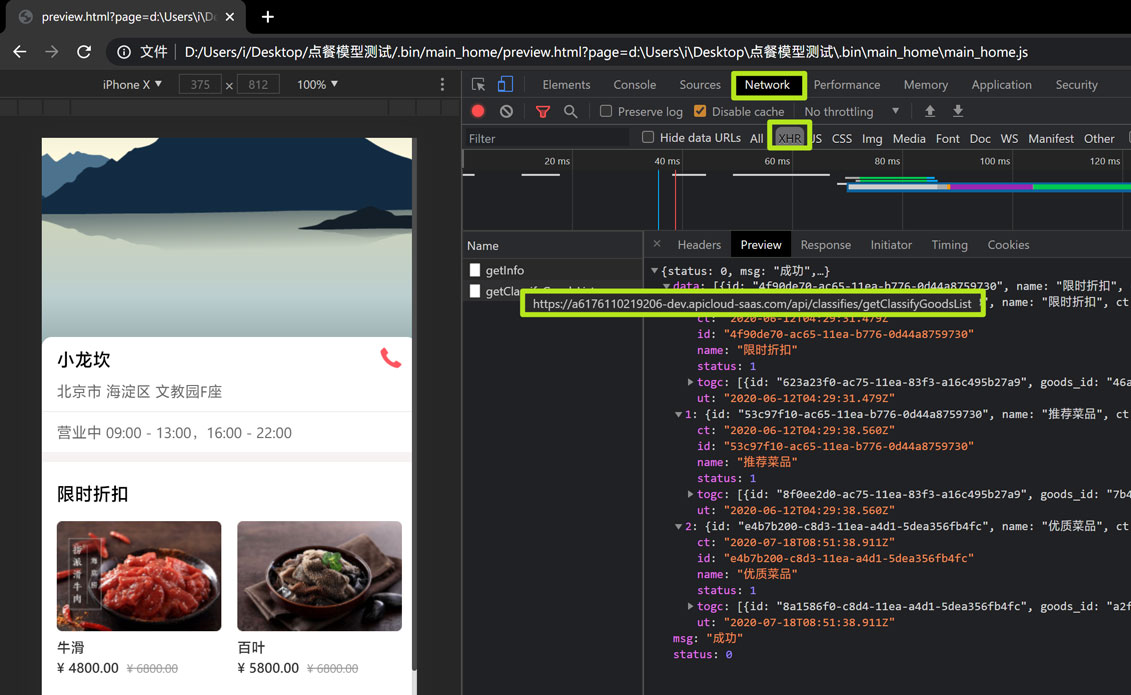 preview.html?page=d:\Users\i\De
文件
D:/Users/i/Desktop/点餐模型测试/.bin/main_home/preview.html?page=d:\Users\i\Desktop\点餐模型测试\.bin\main_home\main_home.js
iPhone X ▼ 375 × 812 100% ▼
Elements Console Sources Network Performance Memory Application Security
Preserve log Disable cache No throttling ▼
Filter Hide data URLs All XHR JS CSS Img Media Font Doc WS Manifest Other
20 ms 40 ms 60 ms 80 ms 100 ms 120 ms
Name
getInfo
× Headers Preview Response Initiator Timing Cookies
▼{status: 0, msg: "成功",…}
▼data: [{id: "4f90de70-ac65-11ea-b776-0d44a8759730", name: "限时折扣",
https://a6176110219206-dev.apicloud-saas.com/api/classifies/getClassifyGoodsList
", name: "限时折扣", ct
ct: "2020-06-12T04:29:31.479Z"
id: "4f90de70-ac65-11ea-b776-0d44a8759730"
name: "限时折扣"
status: 1
▶togc: [{id: "623a23f0-ac75-11ea-83f3-a16c495b27a9", goods_id: "46a
ut: "2020-06-12T04:29:31.479Z"
▼1: {id: "53c97f10-ac65-11ea-b776-0d44a8759730", name: "推荐菜品", ct
ct: "2020-06-12T04:29:38.560Z"
id: "53c97f10-ac65-11ea-b776-0d44a8759730"
name: "推荐菜品"
status: 1
▶togc: [{id: "8f0ee2d0-ac75-11ea-83f3-a16c495b27a9", goods_id: "7b4
ut: "2020-06-12T04:29:38.560Z"
▼2: {id: "e4b7b200-c8d3-11ea-a4d1-5dea356fb4fc", name: "优质菜品", ct
ct: "2020-07-18T08:51:38.911Z"
id: "e4b7b200-c8d3-11ea-a4d1-5dea356fb4fc"
name: "优质菜品"
status: 1
▶togc: [{id: "8a1586f0-c8d4-11ea-a4d1-5dea356fb4fc", goods_id: "a2f
ut: "2020-07-18T08:51:38.911Z"
msg: "成功"
status: 0
小龙坎
北京市 海淀区 文教园F座
营业中 09:00 - 13:00，16:00 - 22:00
限时折扣
滑牛肉
牛滑
¥ 4800.00 ¥ 6800.00
百叶
¥ 5800.00 ¥ 6800.00